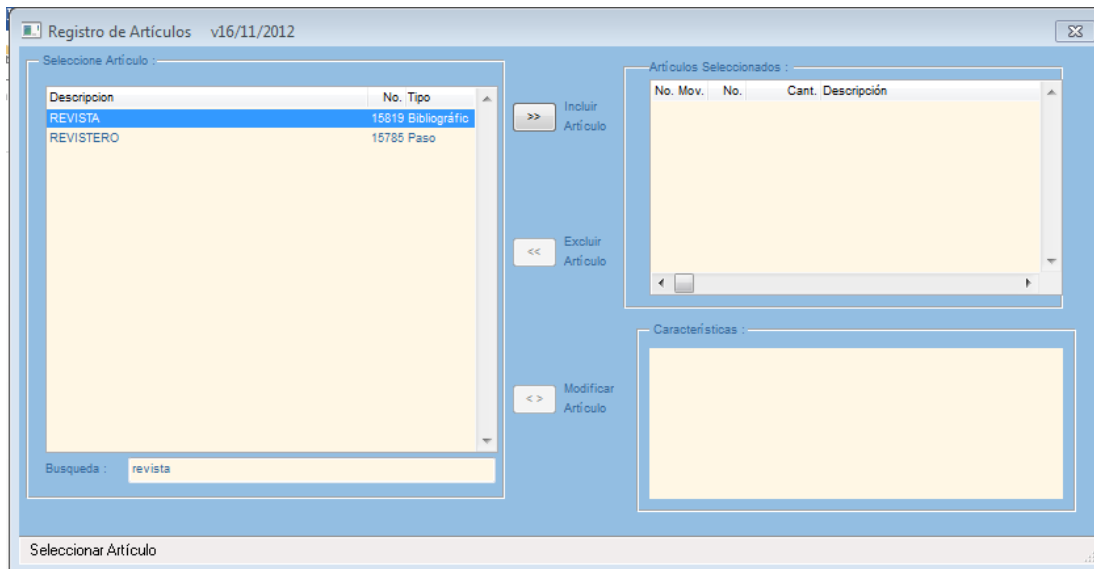 Registro de Artículos v16/11/2012
Seleccione Artículo :
Descripcion No. Tipo
REVISTA 15819 Bibliográfic
REVISTERO 15785 Paso
Busqueda : revista
>> Incluir
Artículo
<< Excluir
Artículo
< > Modificar
Artículo
Artículos Seleccionados :
No. Mov. No. Cant. Descripción
Características :
Seleccionar Artículo